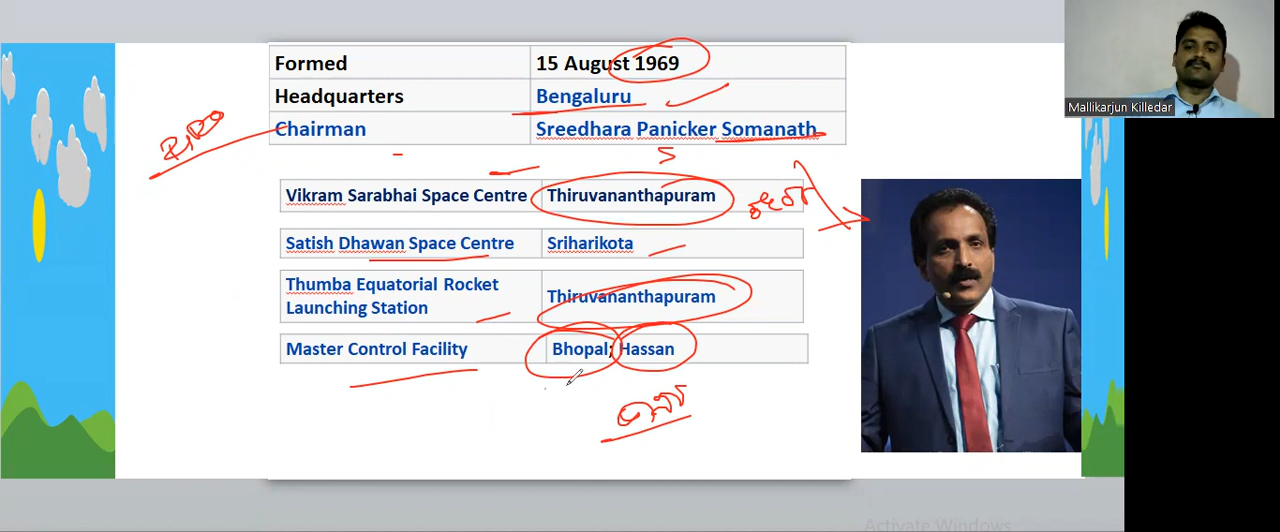 Formed 15 August 1969
Headquarters Bengaluru
Chairman Sreedhara Panicker Somanath
Mallikarjun Killedar
Vikram Sarabhai Space Centre Thiruvananthapuram
Satish Dhawan Space Centre Sriharikota
Thumba Equatorial Rocket
Launching Station Thiruvananthapuram
Master Control Facility Bhopal; Hassan
Activate Windows